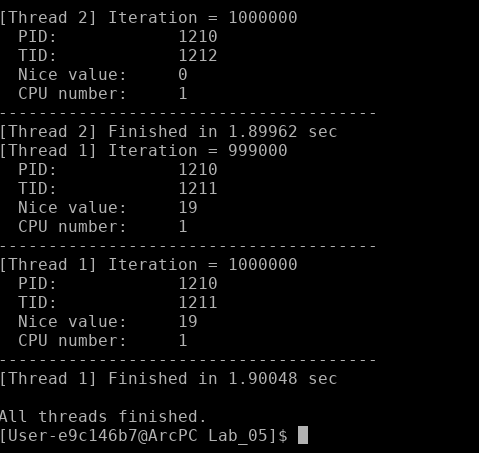 [Thread 2] Iteration = 1000000
  PID:            1210
  TID:            1212
  Nice value:     0
  CPU number:     1
--------------------------------------
[Thread 2] Finished in 1.89962 sec
[Thread 1] Iteration = 999000
  PID:            1210
  TID:            1211
  Nice value:     19
  CPU number:     1
--------------------------------------
[Thread 1] Iteration = 1000000
  PID:            1210
  TID:            1211
  Nice value:     19
  CPU number:     1
--------------------------------------
[Thread 1] Finished in 1.90048 sec

All threads finished.
[User-e9c146b7@ArcPC Lab_05]$